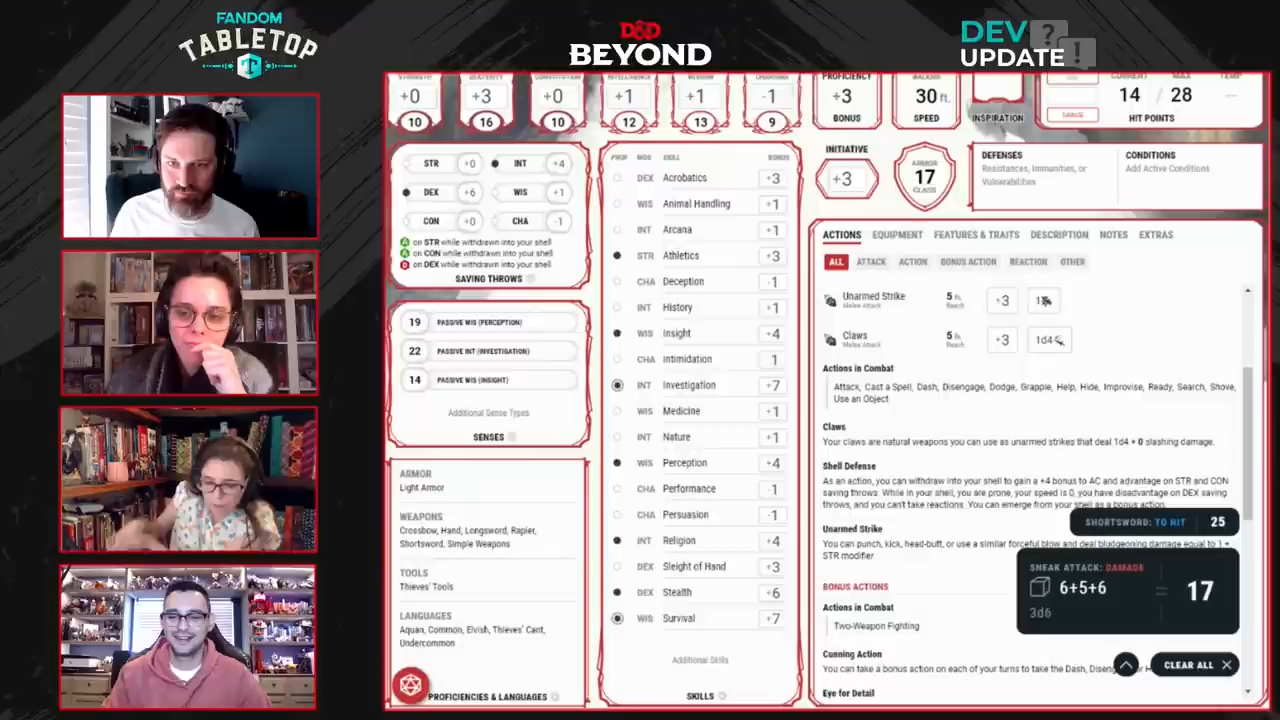 FANDOM
TABLETOP
D&D
BEYOND
DEV ?
UPDATE !
STRENGTH DEXTERITY CONSTITUTION INTELLIGENCE WISDOM CHARISMA
+0 +3 +0 +1 +1 -1
10 16 10 12 13 9
PROFICIENCY
+3
BONUS
WALKING
30 ft.
SPEED
INSPIRATION
DAMAGE
CURRENT MAX TEMP
14 / 28 --
HIT POINTS
STR +0 INT +4
DEX +6 WIS +1
CON +0 CHA -1
A on STR while withdrawn into your shell
A on CON while withdrawn into your shell
D on DEX while withdrawn into your shell
SAVING THROWS
19 PASSIVE WIS (PERCEPTION)
22 PASSIVE INT (INVESTIGATION)
14 PASSIVE WIS (INSIGHT)
Additional Sense Types
SENSES
ARMOR
Light Armor
WEAPONS
Crossbow, Hand, Longsword, Rapier,
Shortsword, Simple Weapons
TOOLS
Thieves' Tools
LANGUAGES
Aquan, Common, Elvish, Thieves' Cant,
Undercommon
PROFICIENCIES & LANGUAGES
PROF MOD SKILL BONUS
DEX Acrobatics +3
WIS Animal Handling +1
INT Arcana +1
STR Athletics +3
CHA Deception -1
INT History +1
WIS Insight +4
CHA Intimidation 1
INT Investigation +7
WIS Medicine +1
INT Nature +1
WIS Perception +4
CHA Performance -1
CHA Persuasion -1
INT Religion +4
DEX Sleight of Hand +3
DEX Stealth +6
WIS Survival +7
Additional Skills
SKILLS
INITIATIVE
+3
ARMOR
17
CLASS
DEFENSES
Resistances, Immunities, or
Vulnerabilities
CONDITIONS
Add Active Conditions
ACTIONS EQUIPMENT FEATURES & TRAITS DESCRIPTION NOTES EXTRAS
ALL ATTACK ACTION BONUS ACTION REACTION OTHER
Unarmed Strike 5 ft. +3 1
Melee Attack Reach
Claws 5 ft. +3 1d4
Melee Attack Reach
Actions in Combat
Attack, Cast a Spell, Dash, Disengage, Dodge, Grapple, Help, Hide, Improvise, Ready, Search, Shove,
Use an Object
Claws
Your claws are natural weapons you can use as unarmed strikes that deal 1d4 + 0 slashing damage.
Shell Defense
As an action, you can withdraw into your shell to gain a +4 bonus to AC and advantage on STR and CON
saving throws. While in your shell, you are prone, your speed is 0, you have disadvantage on DEX saving
throws, and you can't take reactions. You can emerge from your shell as a bonus action.
Unarmed Strike
You can punch, kick, head-butt, or use a similar forceful blow and deal bludgeoning damage equal to 1 +
STR modifier
BONUS ACTIONS
Actions in Combat
Two-Weapon Fighting
Cunning Action
You can take a bonus action on each of your turns to take the Dash, Diseng
Eye for Detail
SHORTSWORD: TO HIT 25
SNEAK ATTACK: DAMAGE
6+5+6 = 17
3d6
CLEAR ALL X